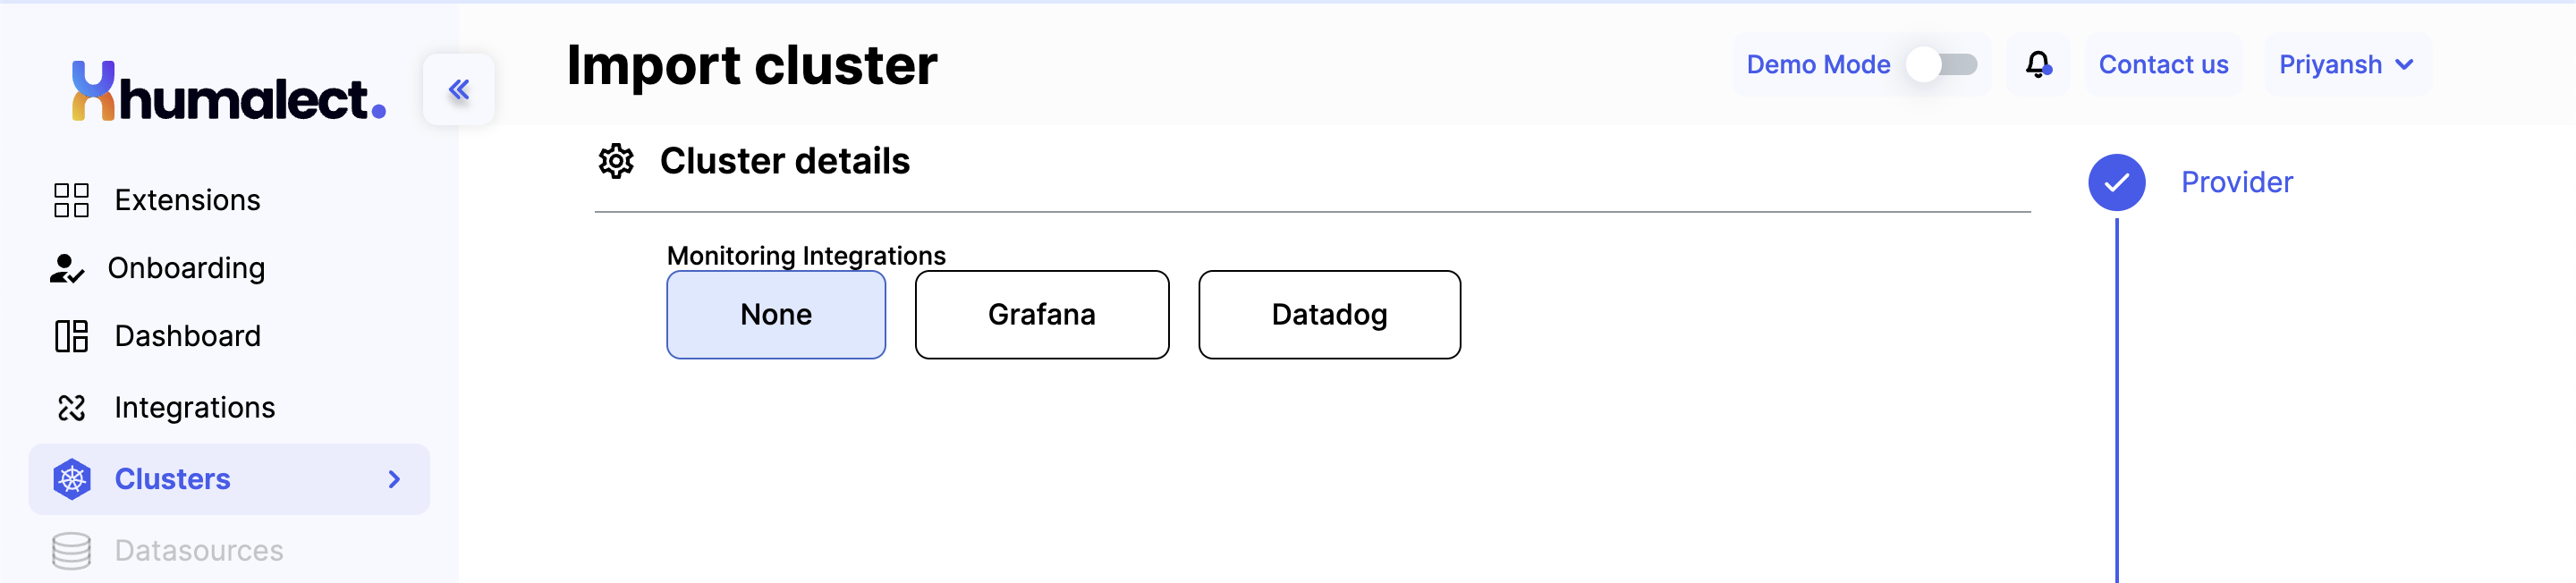 humalect.
Import cluster
Demo Mode
Contact us
Priyansh
Extensions
Onboarding
Dashboard
Integrations
Clusters
Datasources
Cluster details
Monitoring Integrations
None
Grafana
Datadog
Provider